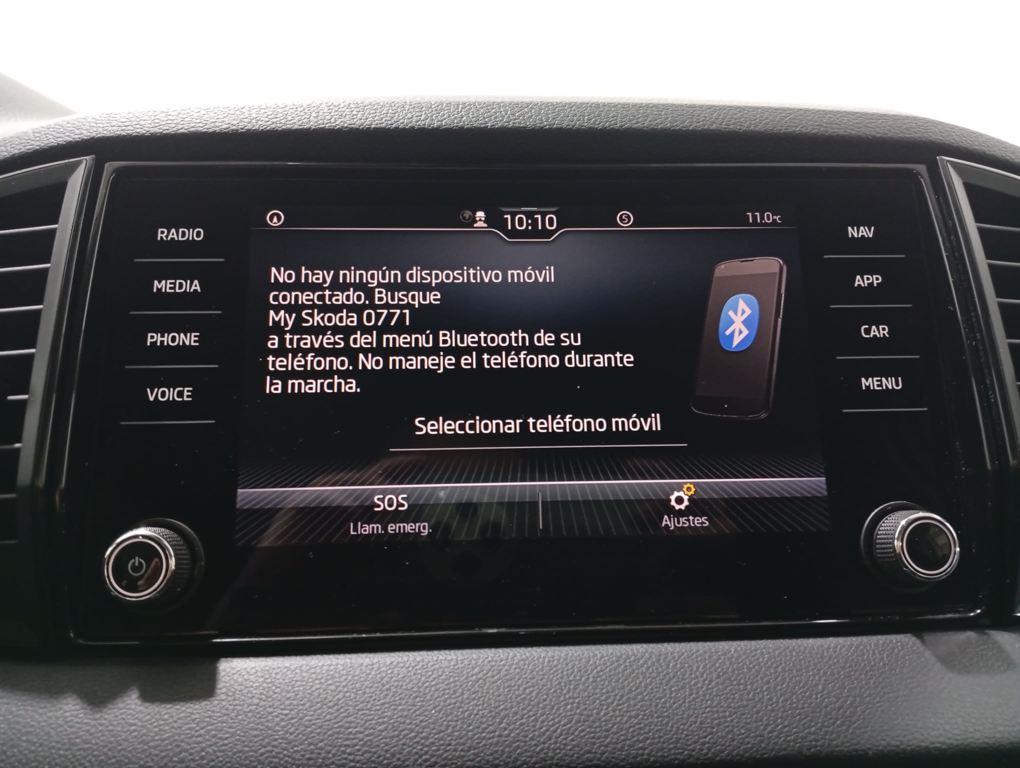 RADIO
MEDIA
PHONE
VOICE
10:10
S
11.0°C
No hay ningún dispositivo móvil
conectado. Busque
My Skoda 0771
a través del menú Bluetooth de su
teléfono. No maneje el teléfono durante
la marcha.
Seleccionar teléfono móvil
SOS
Llam. emerg.
Ajustes
NAV
APP
CAR
MENU